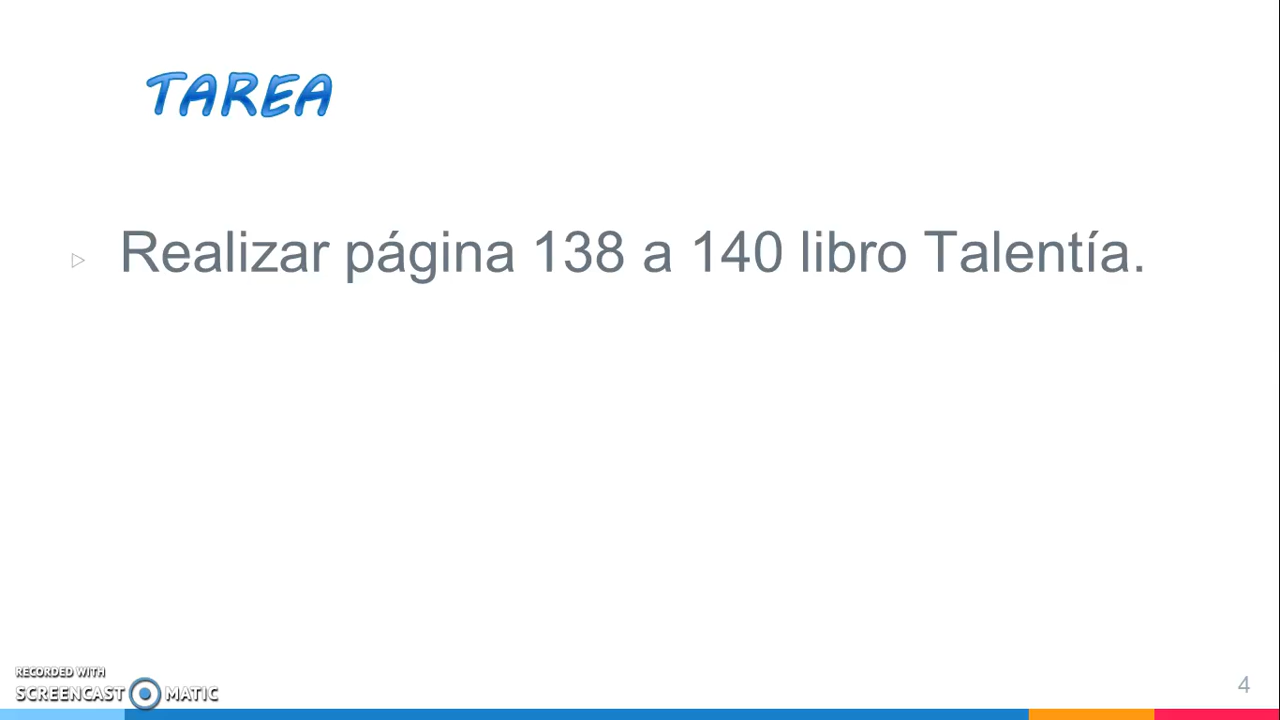 TAREA
Realizar página 138 a 140 libro Talentía.
RECORDED WITH
SCREENCAST MATIC
4